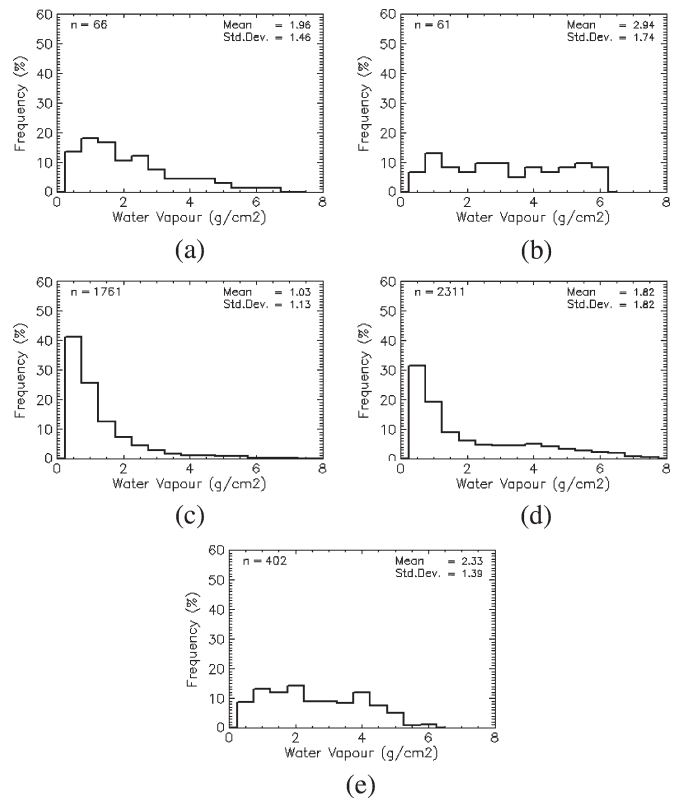 n = 66 Mean = 1.96
Std.Dev. = 1.46
60
50
40
30
20
10
0
Frequency (%)
0 2 4 6 8
Water Vapour (g/cm2)
(a)
n = 61 Mean = 2.94
Std.Dev. = 1.74
60
50
40
30
20
10
0
Frequency (%)
0 2 4 6 8
Water Vapour (g/cm2)
(b)
n = 1761 Mean = 1.03
Std.Dev. = 1.13
60
50
40
30
20
10
0
Frequency (%)
0 2 4 6 8
Water Vapour (g/cm2)
(c)
n = 2311 Mean = 1.82
Std.Dev. = 1.82
60
50
40
30
20
10
0
Frequency (%)
0 2 4 6 8
Water Vapour (g/cm2)
(d)
n = 402 Mean = 2.33
Std.Dev. = 1.39
60
50
40
30
20
10
0
Frequency (%)
0 2 4 6 8
Water Vapour (g/cm2)
(e)